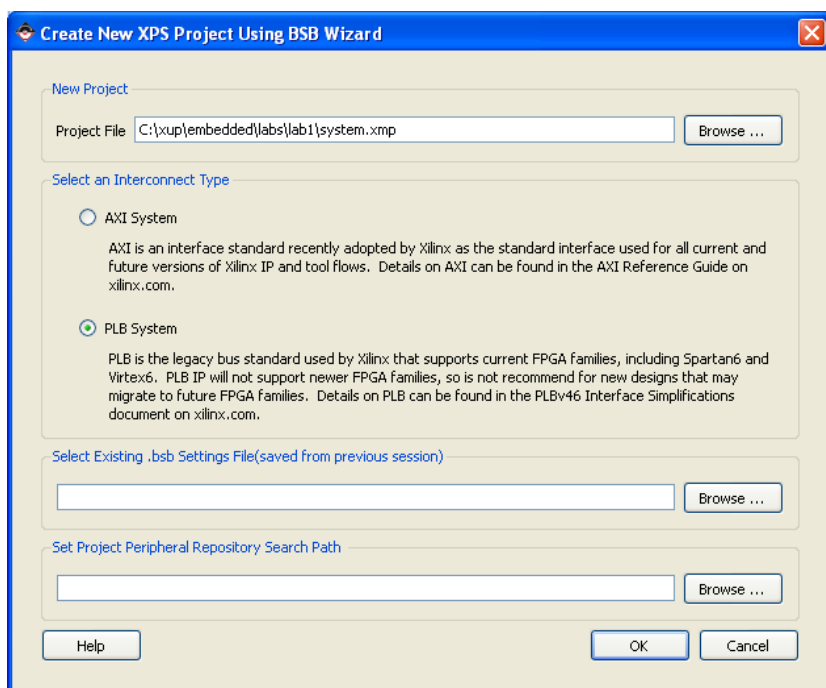 Create New XPS Project Using BSB Wizard
New Project
Project File C:\xup\embedded\labs\lab1\system.xmp Browse ...
Select an Interconnect Type
AXI System
AXI is an interface standard recently adopted by Xilinx as the standard interface used for all current and
future versions of Xilinx IP and tool flows. Details on AXI can be found in the AXI Reference Guide on
xilinx.com.
PLB System
PLB is the legacy bus standard used by Xilinx that supports current FPGA families, including Spartan6 and
Virtex6. PLB IP will not support newer FPGA families, so is not recommend for new designs that may
migrate to future FPGA families. Details on PLB can be found in the PLBv46 Interface Simplifications
document on xilinx.com.
Select Existing .bsb Settings File(saved from previous session)
Browse ...
Set Project Peripheral Repository Search Path
Browse ...
Help OK Cancel